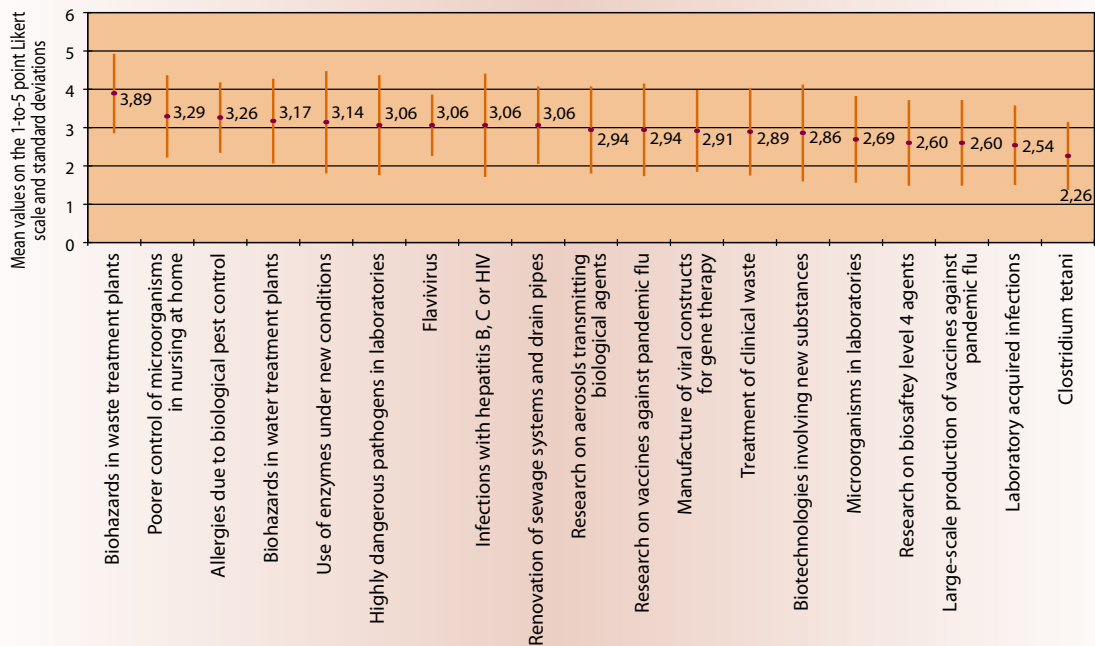 Mean values on the 1-to-5 point Likert
scale and standard deviations
6
5
4
3
2
1
0
3,89
3,29
3,26
3,17
3,14
3,06
3,06
3,06
3,06
2,94
2,94
2,91
2,89
2,86
2,69
2,60
2,60
2,54
2,26
Biohazards in waste treatment plants
Poorer control of microorganisms
in nursing at home
Allergies due to biological pest control
Biohazards in water treatment plants
Use of enzymes under new conditions
Highly dangerous pathogens in laboratories
Flavivirus
Infections with hepatitis B, C or HIV
Renovation of sewage systems and drain pipes
Research on aerosols transmitting
biological agents
Research on vaccines against pandemic flu
Manufacture of viral constructs
for gene therapy
Treatment of clinical waste
Biotechnologies involving new substances
Microorganisms in laboratories
Research on biosaftey level 4 agents
Large-scale production of vaccines against
pandemic flu
Laboratory acquired infections
Clostridium tetani